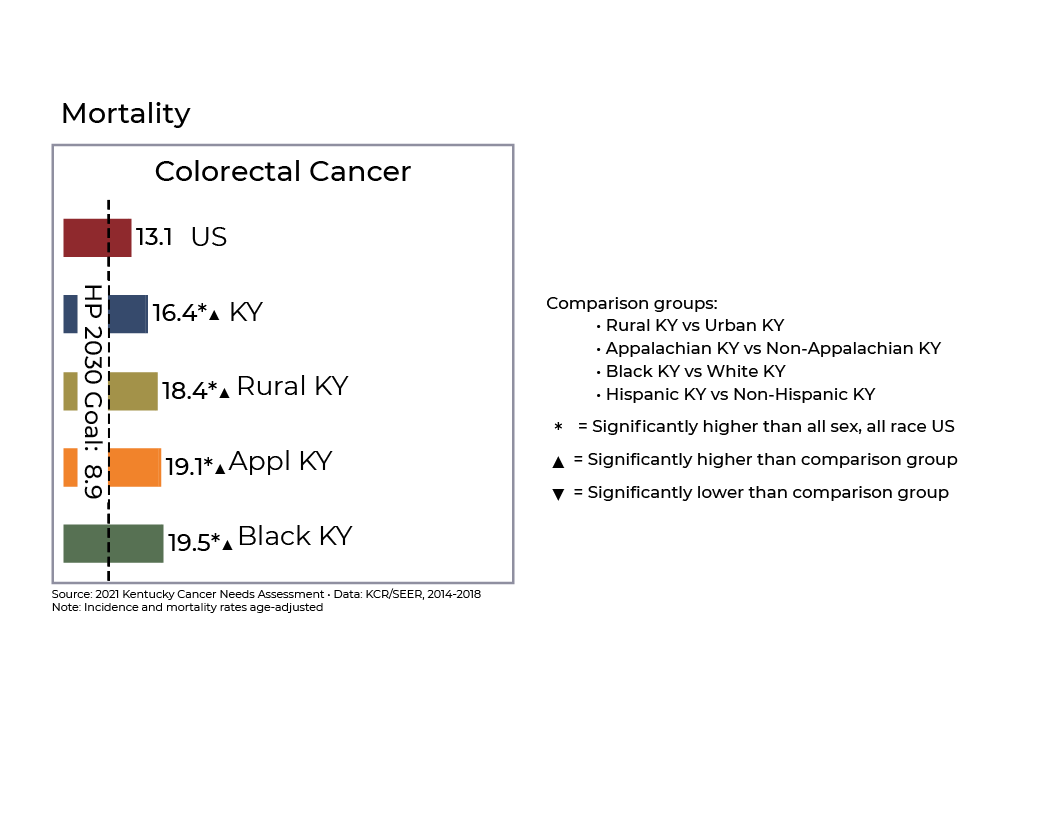 Mortality
Colorectal Cancer
13.1 US
16.4*▲ KY
18.4*▲ Rural KY
19.1*▲ Appl KY
19.5*▲ Black KY
HP 2030 Goal: 8.9
Source: 2021 Kentucky Cancer Needs Assessment • Data: KCR/SEER, 2014-2018
Note: Incidence and mortality rates age-adjusted
Comparison groups:
• Rural KY vs Urban KY
• Appalachian KY vs Non-Appalachian KY
• Black KY vs White KY
• Hispanic KY vs Non-Hispanic KY
* = Significantly higher than all sex, all race US
▲ = Significantly higher than comparison group
▼ = Significantly lower than comparison group